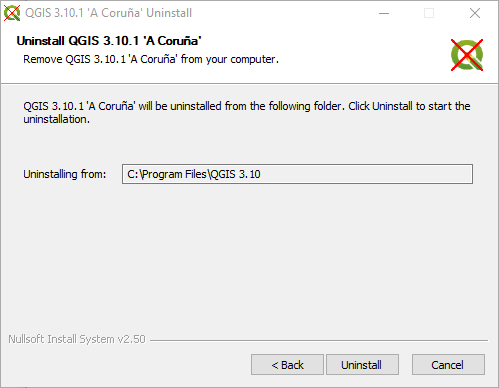 QGIS 3.10.1 'A Coruña' Uninstall
Uninstall QGIS 3.10.1 'A Coruña'
Remove QGIS 3.10.1 'A Coruña' from your computer.
QGIS 3.10.1 'A Coruña' will be uninstalled from the following folder. Click Uninstall to start the
uninstallation.
Uninstalling from: C:\Program Files\QGIS 3.10
Nullsoft Install System v2.50
< Back Uninstall Cancel